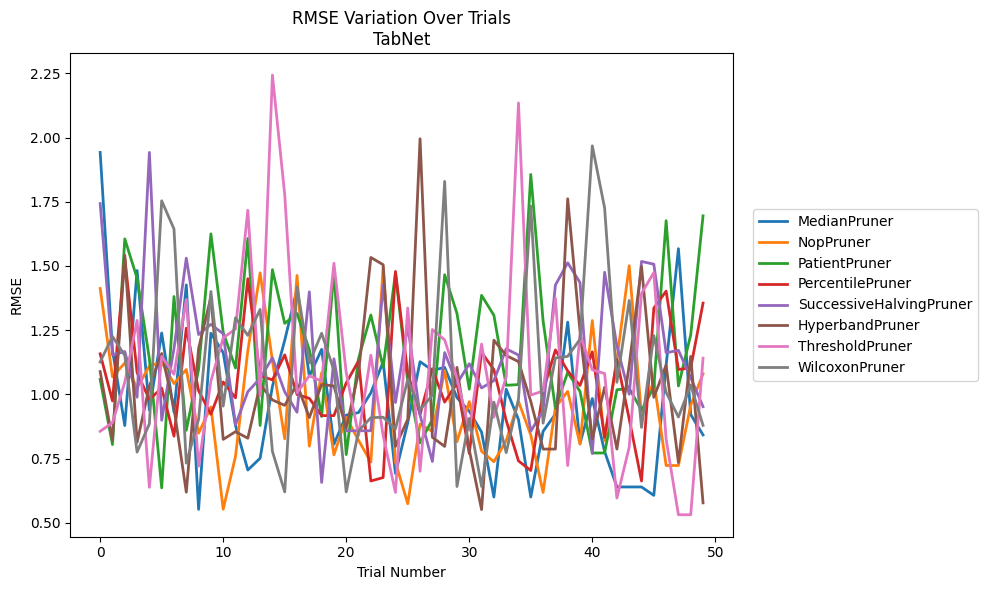 RMSE Variation Over Trials
TabNet
RMSE
2.25
2.00
1.75
1.50
1.25
1.00
0.75
0.50
0
10
20
30
40
50
Trial Number
MedianPruner
NopPruner
PatientPruner
PercentilePruner
SuccessiveHalvingPruner
HyperbandPruner
ThresholdPruner
WilcoxonPruner